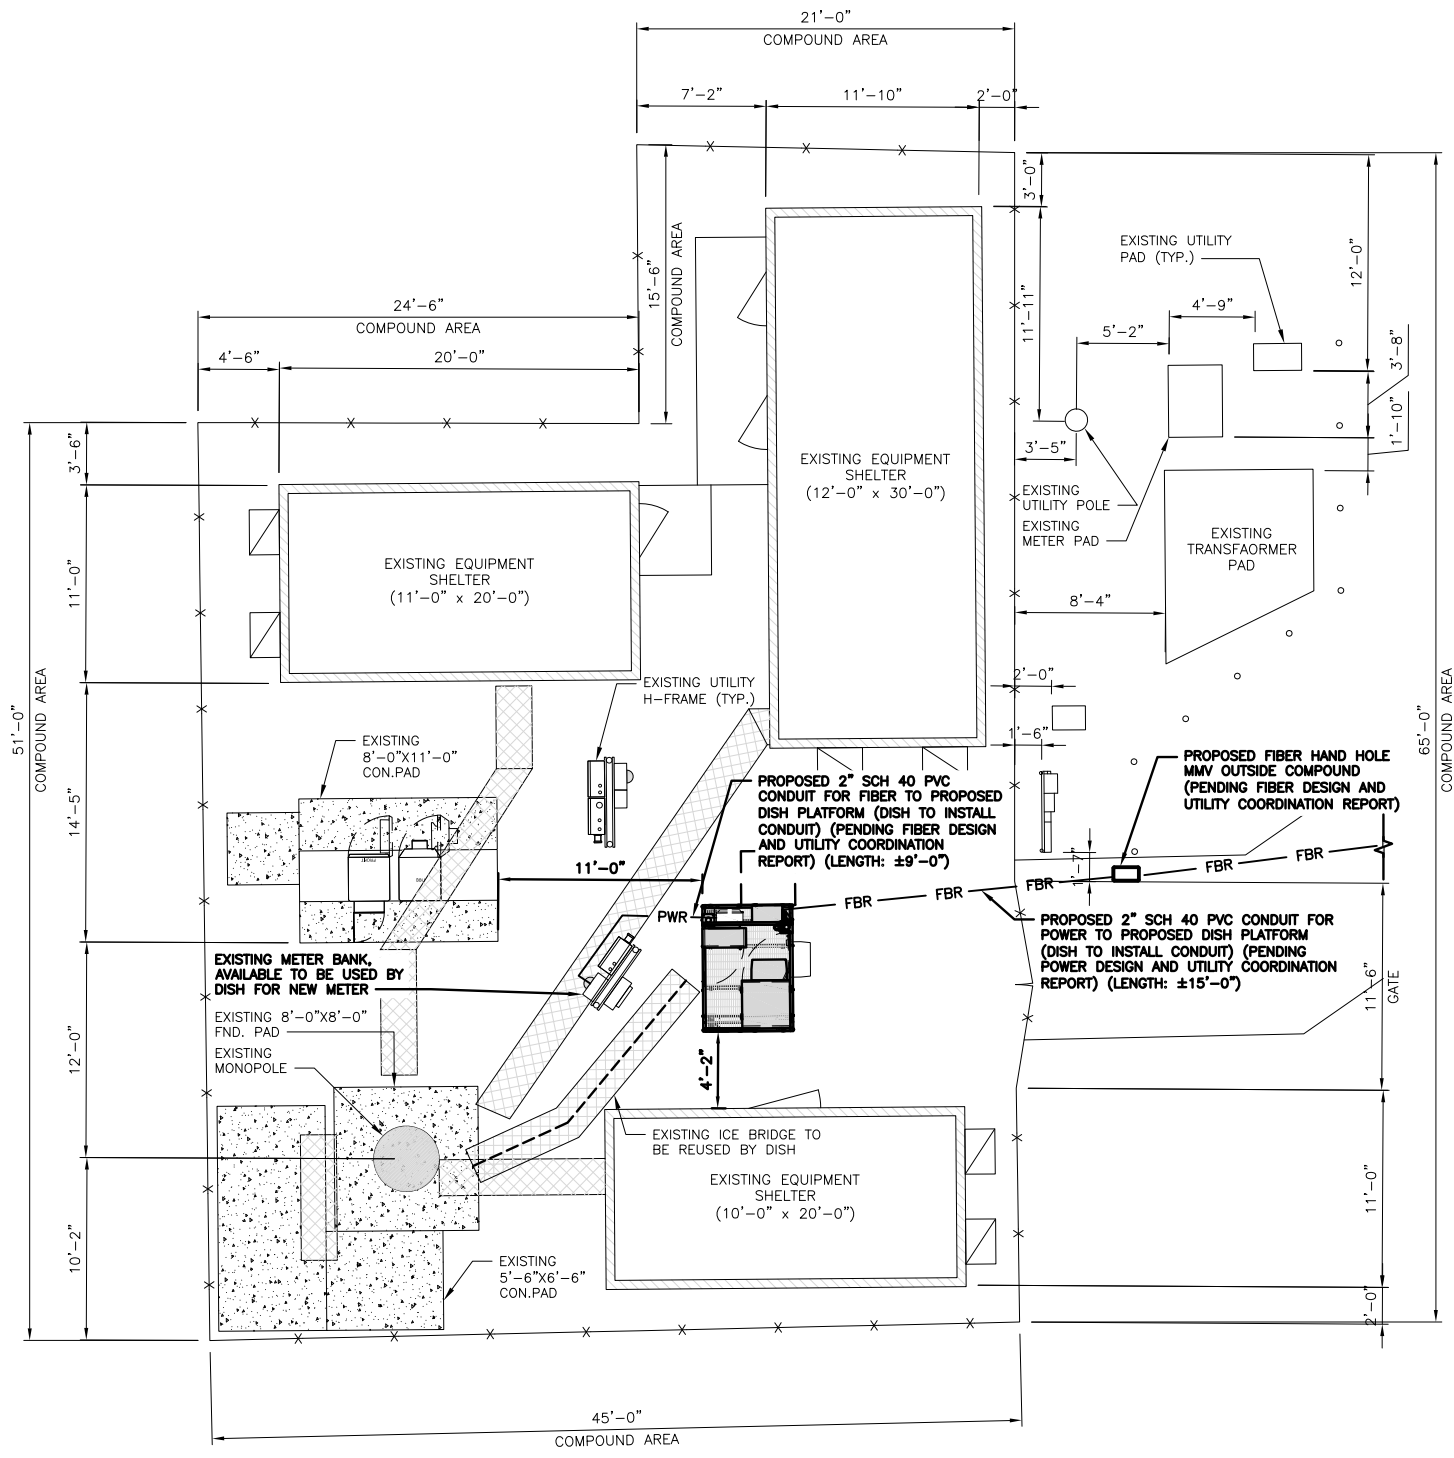 21'-0"
COMPOUND AREA
7'-2"
11'-10"
2'-0"
3'-0"
15'-6"
COMPOUND AREA
11'-11"
12'-0"
EXISTING UTILITY
PAD (TYP.)
24'-6"
COMPOUND AREA
4'-6"
20'-0"
5'-2"
4'-9"
3'-8"
1'-10"
3'-5"
3'-6"
EXISTING EQUIPMENT
SHELTER
(12'-0" x 30'-0")
EXISTING
UTILITY POLE
EXISTING
METER PAD
EXISTING
TRANSFAORMER
PAD
11'-0"
EXISTING EQUIPMENT
SHELTER
(11'-0" x 20'-0")
8'-4"
2'-0"
1'-6"
51'-0"
COMPOUND AREA
65'-0"
COMPOUND AREA
EXISTING UTILITY
H-FRAME (TYP.)
EXISTING
8'-0"X11'-0"
CON.PAD
14'-5"
PROPOSED 2" SCH 40 PVC
CONDUIT FOR FIBER TO PROPOSED
DISH PLATFORM (DISH TO INSTALL
CONDUIT) (PENDING FIBER DESIGN
AND UTILITY COORDINATION
REPORT) (LENGTH: ±9'-0")
PROPOSED FIBER HAND HOLE
MMV OUTSIDE COMPOUND
(PENDING FIBER DESIGN AND
UTILITY COORDINATION REPORT)
1'-7"
11'-0"
FBR
FBR
FBR
FBR
FBR
PWR
PROPOSED 2" SCH 40 PVC CONDUIT FOR
POWER TO PROPOSED DISH PLATFORM
(DISH TO INSTALL CONDUIT) (PENDING
POWER DESIGN AND UTILITY COORDINATION
REPORT) (LENGTH: ±15'-0")
11'-6"
GATE
EXISTING METER BANK,
AVAILABLE TO BE USED BY
DISH FOR NEW METER
EXISTING 8'-0"X8'-0"
FND. PAD
EXISTING
MONOPOLE
12'-0"
4'-2"
EXISTING ICE BRIDGE TO
BE REUSED BY DISH
EXISTING EQUIPMENT
SHELTER
(10'-0" x 20'-0")
11'-0"
10'-2"
EXISTING
5'-6"X6'-6"
CON.PAD
2'-0"
45'-0"
COMPOUND AREA